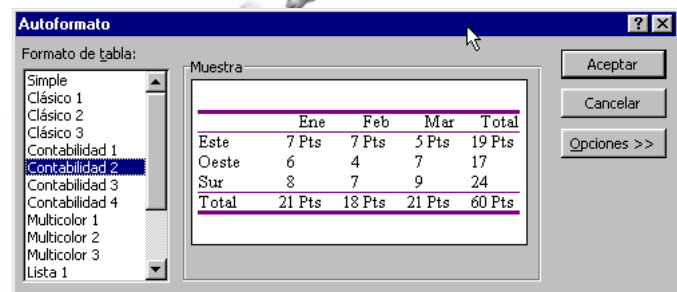 Autoformato
Formato de tabla:
Simple
Clásico 1
Clásico 2
Clásico 3
Contabilidad 1
Contabilidad 2
Contabilidad 3
Contabilidad 4
Multicolor 1
Multicolor 2
Multicolor 3
Lista 1
Muestra
Ene Feb Mar Total
Este 7 Pts 7 Pts 5 Pts 19 Pts
Oeste 6 4 7 17
Sur 8 7 9 24
Total 21 Pts 18 Pts 21 Pts 60 Pts
Aceptar
Cancelar
Opciones >>